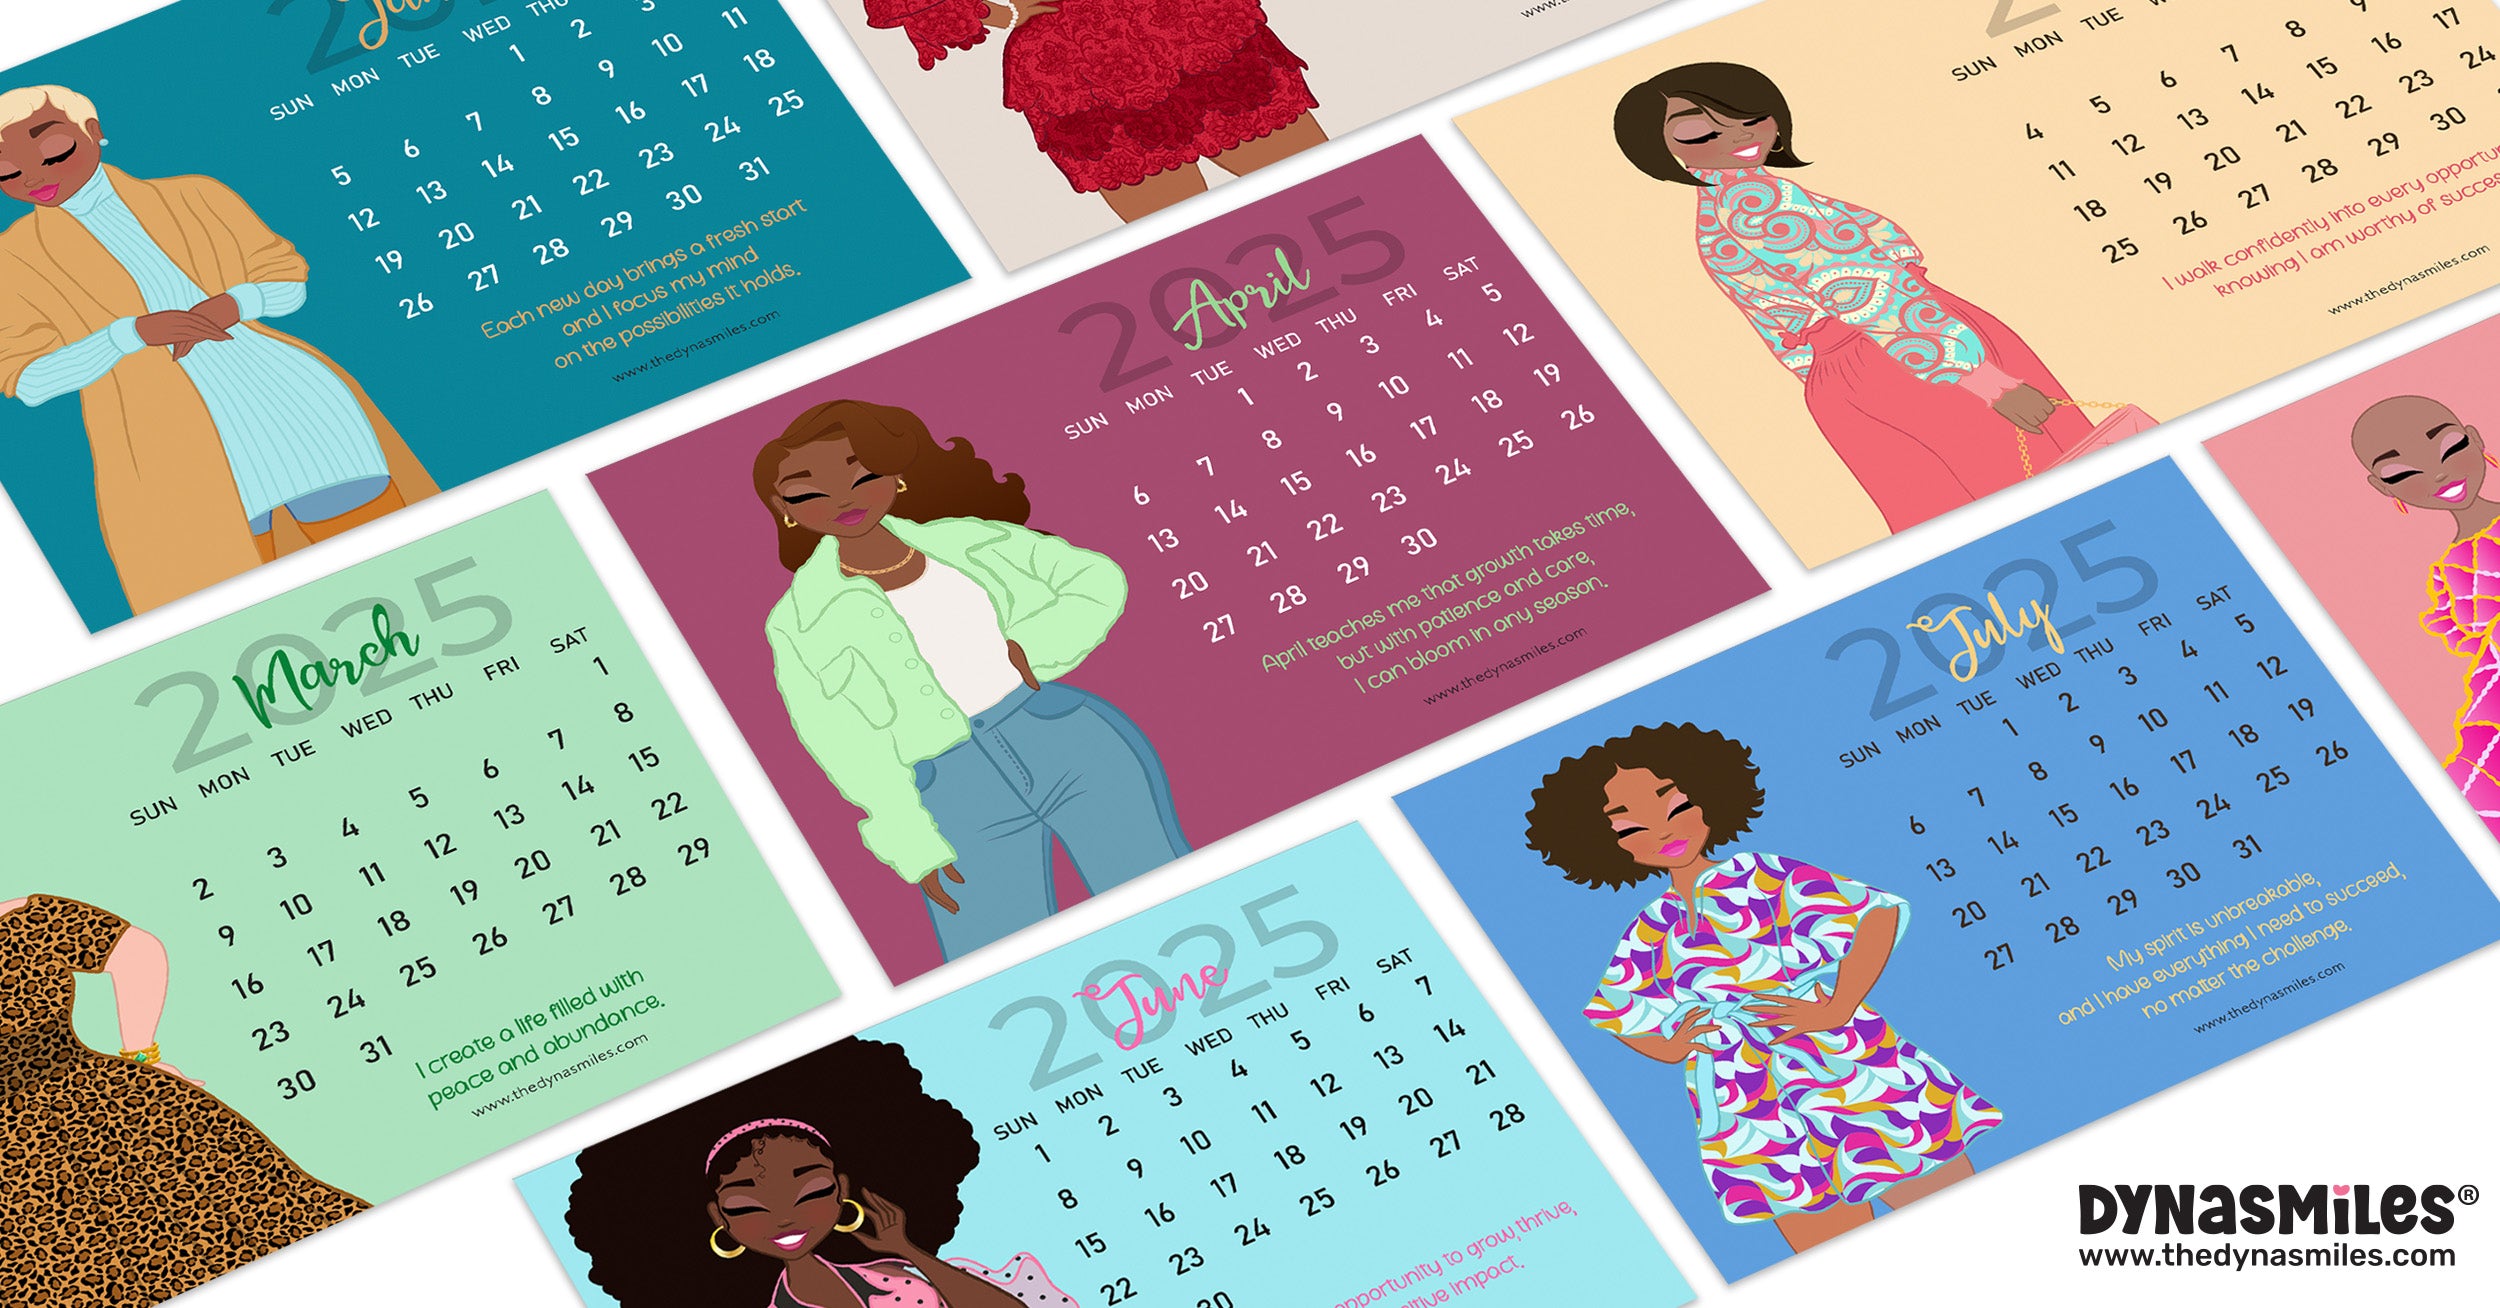 2025
SUN MON TUE WED THU
1 2 3
5 6 7 8 9 10 11
12 13 14 15 16 17 18
19 20 21 22 23 24 25
26 27 28 29 30 31
Each new day brings a fresh start
and I focus my mind
on the possibilities it holds.
www.thedynasmiles.com
2025
March
SUN MON TUE WED THU FRI SAT
1
2 3 4 5 6 7 8
9 10 11 12 13 14 15
16 17 18 19 20 21 22
23 24 25 26 27 28 29
30 31
I create a life filled with
peace and abundance.
www.thedynasmiles.com
2025
April
SUN MON TUE WED THU FRI SAT
1 2 3 4 5
6 7 8 9 10 11 12
13 14 15 16 17 18 19
20 21 22 23 24 25 26
27 28 29 30
April teaches me that growth takes time,
but with patience and care,
I can bloom in any season.
www.thedynasmiles.com
SUN MON TUE
4 5 6 7 8 9
11 12 13 14 15 16 17
18 19 20 21 22 23 24
25 26 27 28 29 30
I walk confidently into every
knowing I am worthy of
www.thedynasmiles.com
2025
June
SUN MON TUE WED THU FRI SAT
1 2 3 4 5 6 7
8 9 10 11 12 13 14
15 16 17 18 19 20 21
22 23 24 25 26 27 28
30
opportunity to grow, thrive,
impact.
2025
July
SUN MON TUE WED THU FRI SAT
1 2 3 4 5
6 7 8 9 10 11 12
13 14 15 16 17 18 19
20 21 22 23 24 25 26
27 28 29 30 31
My spirit is unbreakable,
and I have everything I need to succeed,
no matter the challenge.
www.thedynasmiles.com
DYNASMiLES®
www.thedynasmiles.com